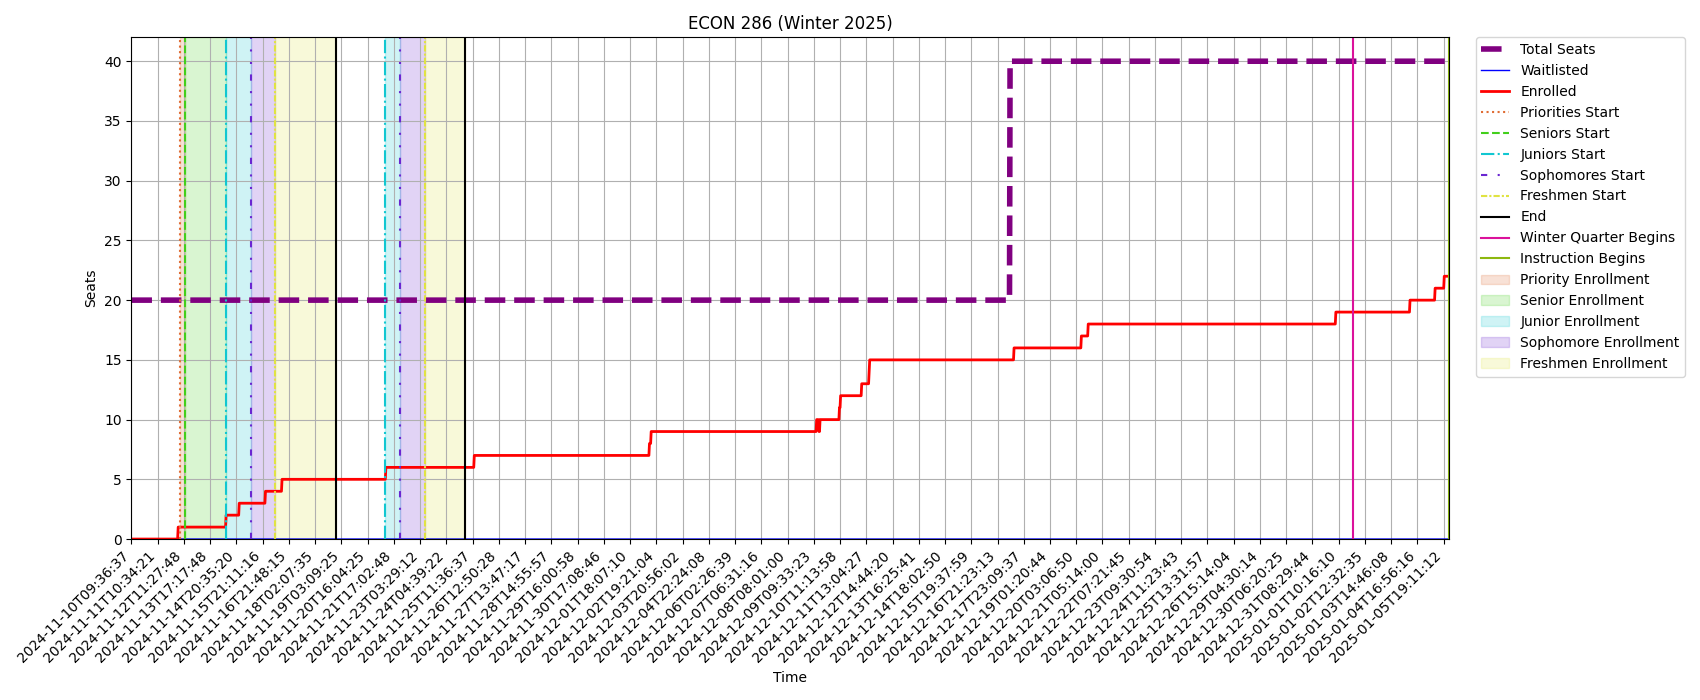 ECON 286 (Winter 2025)
40
35
30
25
20
15
10
5
0
Seats
2024-11-10T09:36:37
2024-11-11T10:34:21
2024-11-12T11:27:48
2024-11-13T17:17:48
2024-11-14T20:35:20
2024-11-15T21:11:16
2024-11-16T21:48:15
2024-11-18T02:07:35
2024-11-19T03:09:25
2024-11-20T16:04:25
2024-11-21T17:02:48
2024-11-23T03:29:12
2024-11-24T04:39:22
2024-11-25T11:36:37
2024-11-26T12:50:28
2024-11-27T13:47:17
2024-11-28T14:55:57
2024-11-29T16:00:58
2024-11-30T17:08:46
2024-12-01T18:07:10
2024-12-02T19:21:04
2024-12-03T20:56:02
2024-12-04T22:24:08
2024-12-06T02:26:39
2024-12-07T06:31:16
2024-12-08T08:01:00
2024-12-09T09:33:23
2024-12-10T11:13:58
2024-12-11T13:04:27
2024-12-12T14:44:20
2024-12-13T16:25:41
2024-12-14T18:02:50
2024-12-15T19:37:59
2024-12-16T21:23:13
2024-12-17T23:09:37
2024-12-19T01:20:44
2024-12-20T03:06:50
2024-12-21T05:14:00
2024-12-22T07:21:45
2024-12-23T09:30:54
2024-12-24T11:23:43
2024-12-25T13:31:57
2024-12-26T15:14:04
2024-12-29T04:30:14
2024-12-30T06:20:25
2024-12-31T08:29:44
2025-01-01T10:16:10
2025-01-02T12:32:35
2025-01-03T14:46:08
2025-01-04T16:56:16
2025-01-05T19:11:12
Time
Total Seats
Waitlisted
Enrolled
Priorities Start
Seniors Start
Juniors Start
Sophomores Start
Freshmen Start
End
Winter Quarter Begins
Instruction Begins
Priority Enrollment
Senior Enrollment
Junior Enrollment
Sophomore Enrollment
Freshmen Enrollment